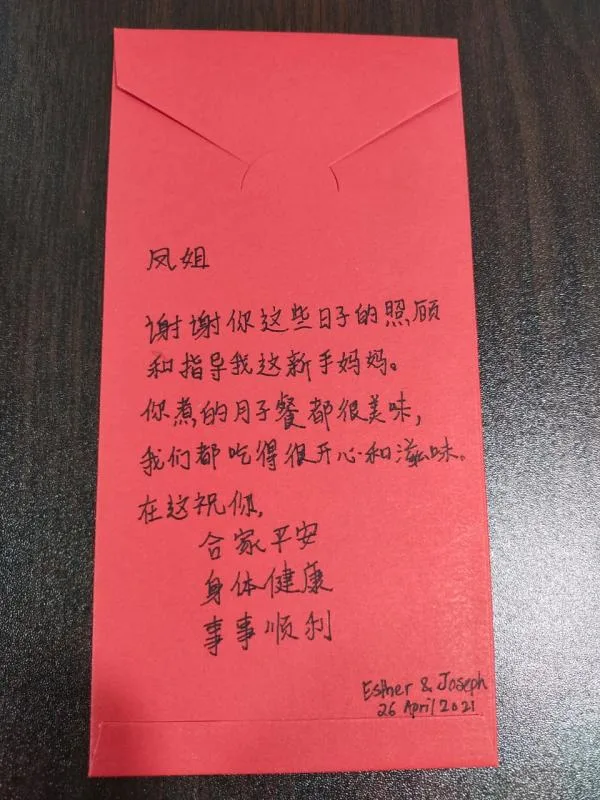 凤姐
谢谢你这些日子的照顾
和指导我这新手妈妈。
你煮的月子餐都很美味,
我们都吃得很开心和滋味。
在这祝你,
合家平安
身体健康
事事顺利
Esther & Joseph
26 April 2021